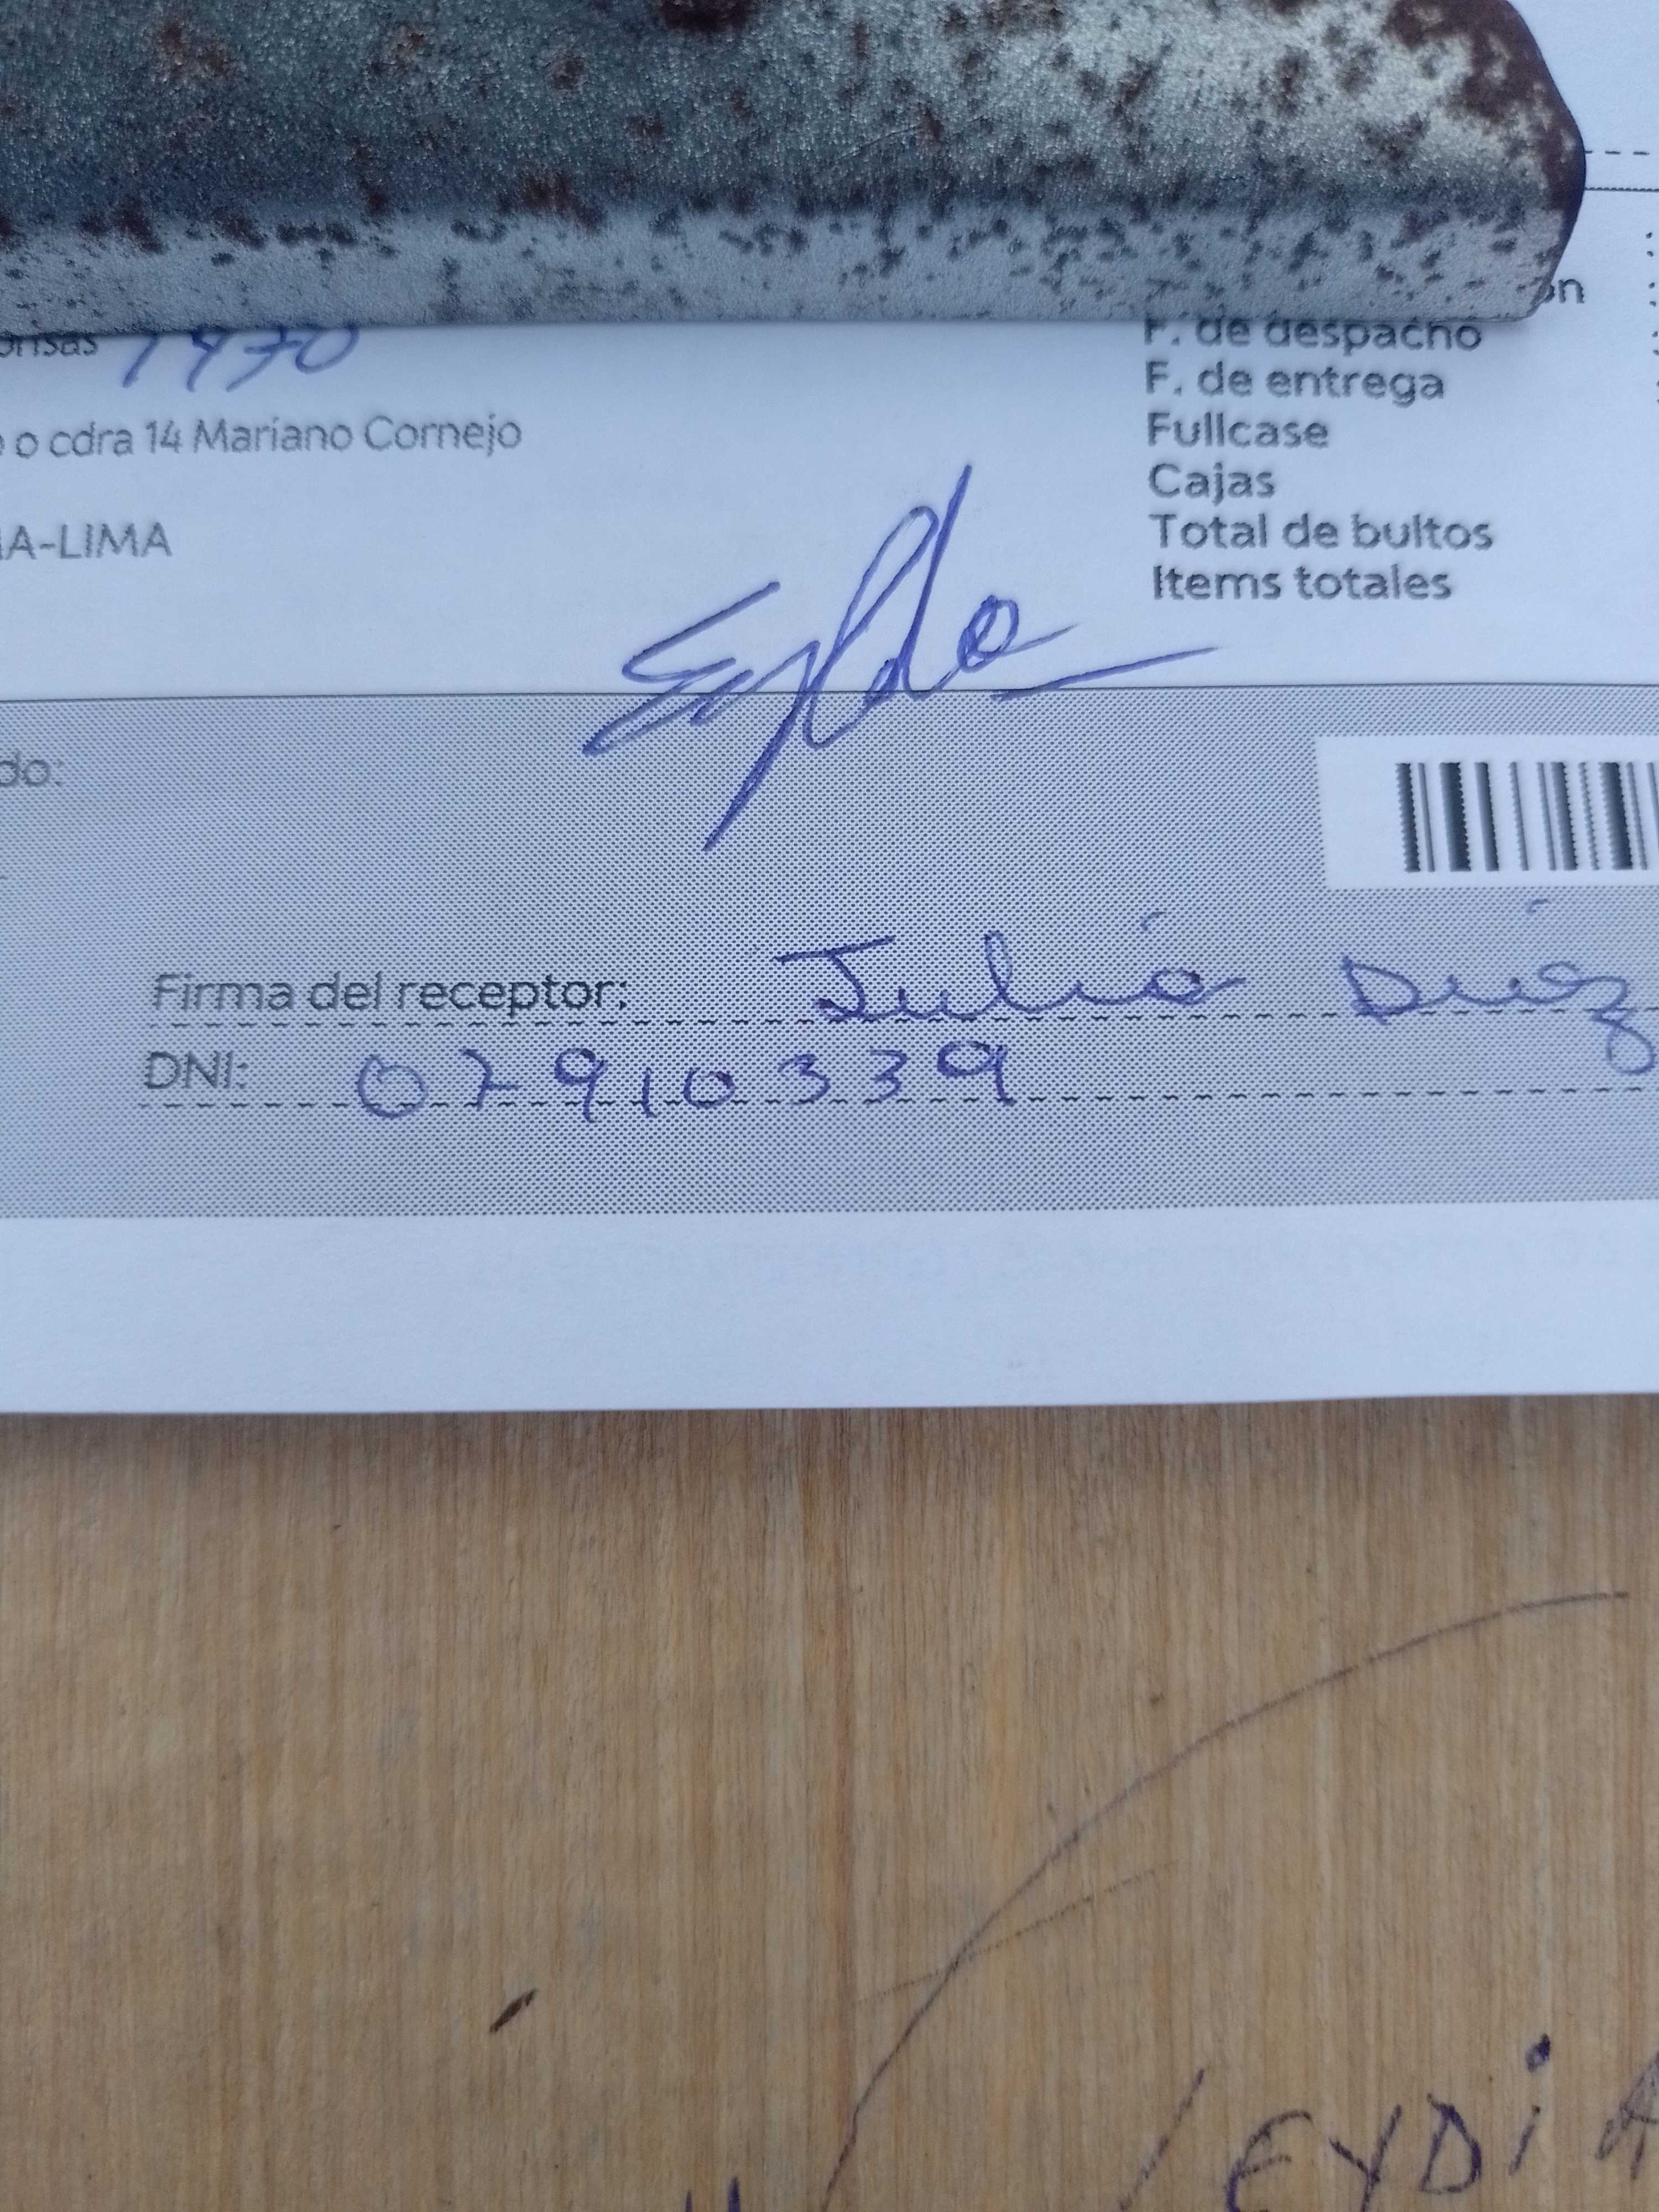 1470
F. de despacho
F. de entrega
o cdra 14 Mariano Cornejo
Fullcase
Cajas
A-LIMA
Total de bultos
Items totales
do:
Firma del receptor: Julio Diaz
DNI: 07910339